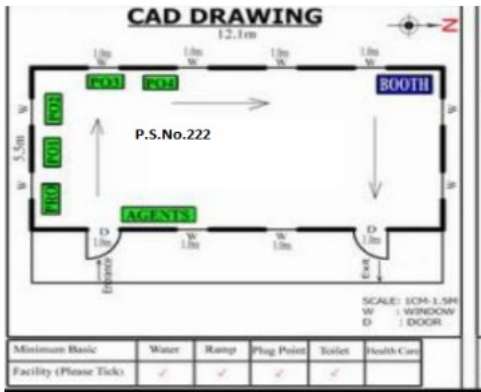 CAD DRAWING
12.1m
N
1.0m 1.0m 1.0m 1.0m
W W W W
PO3 PO4 BOOTH
W PO2 W
5.5m PO1
P.S.No.222
W PRO W
AGENTS
D W W D
1.0m 1.0m 1.0m 1.0m
Entrance Exit
SCALE: 1CM-1.5M
W : WINDOW
D : DOOR
Minimum Basic Water Ramp Plug Point Toilet Health Care
Facility (Please Tick) ✓ ✓ ✓ ✓